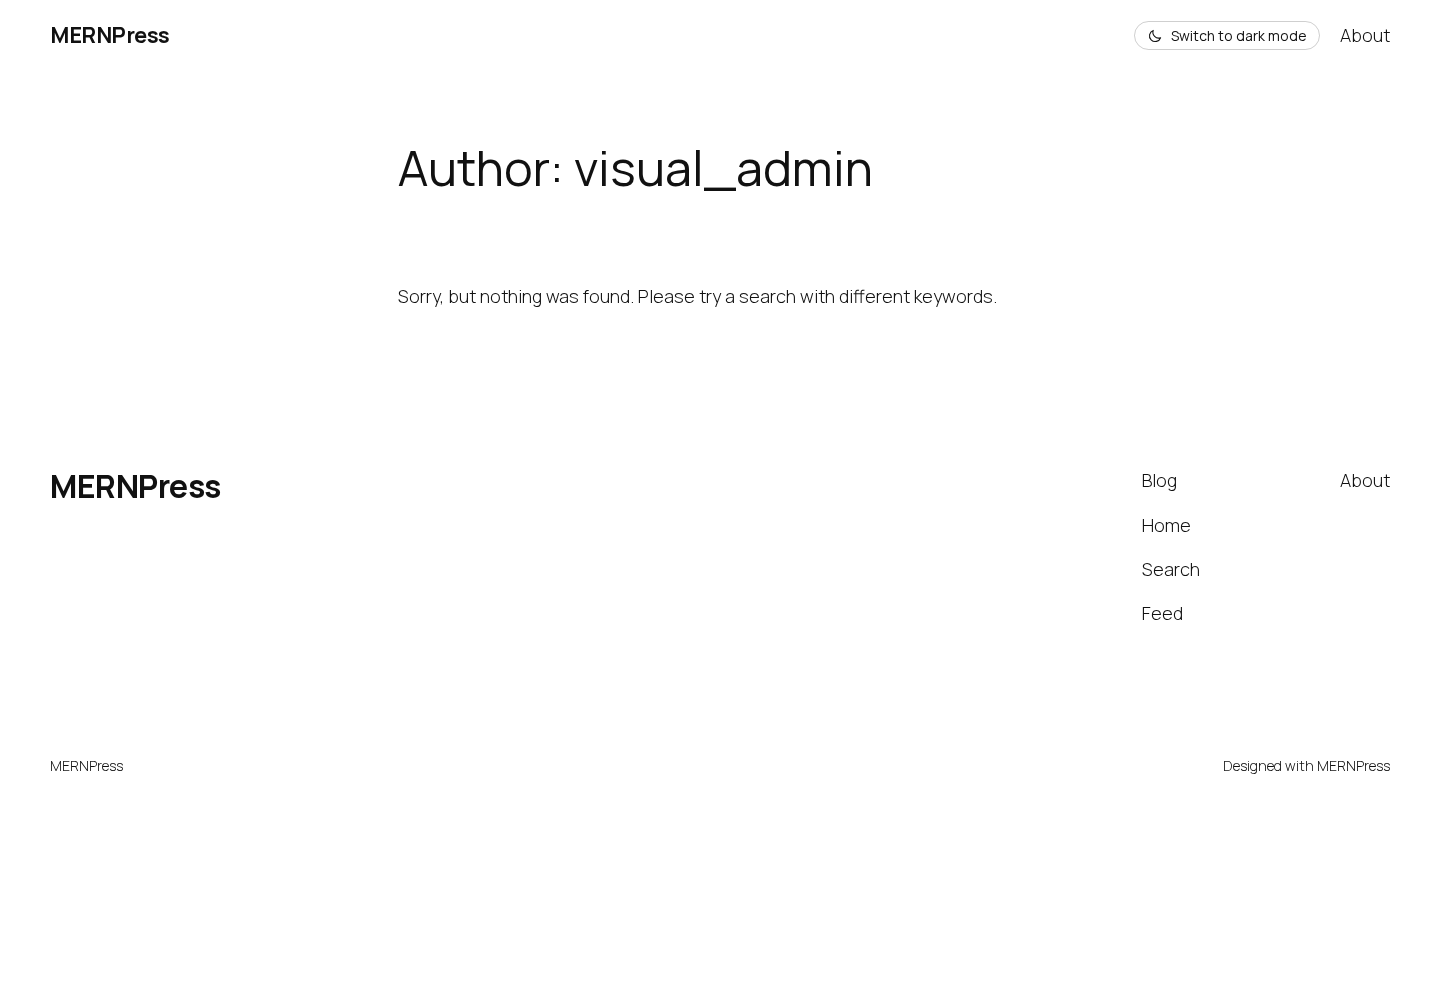 MERNPress
Switch to dark mode
About
Author: visual_admin
Sorry, but nothing was found. Please try a search with different keywords.
MERNPress
Blog
Home
Search
Feed
About
MERNPress
Designed with MERNPress